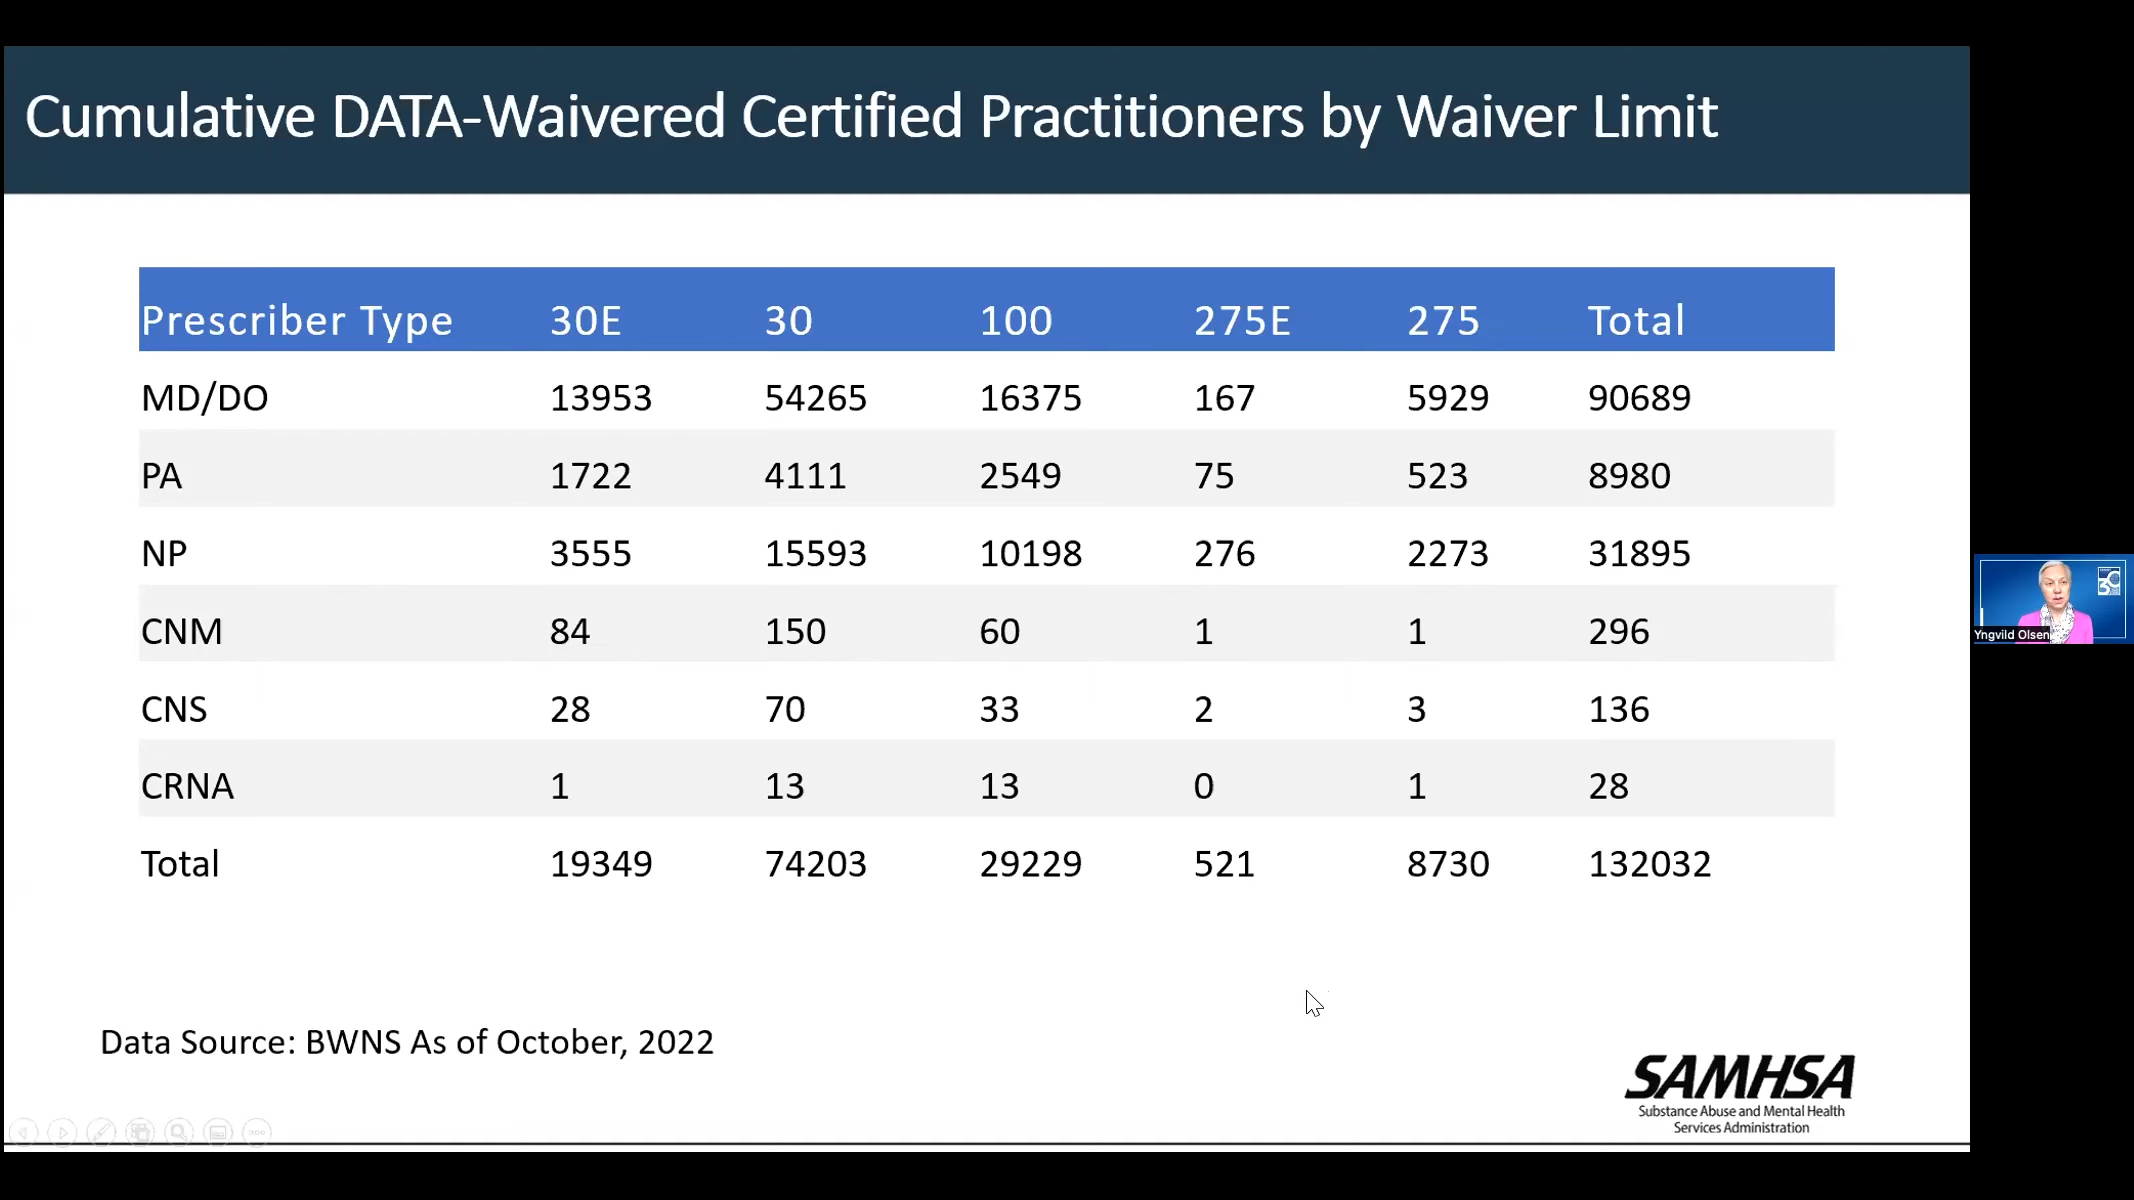 Cumulative DATA-Waivered Certified Practitioners by Waiver Limit
Prescriber Type 30E 30 100 275E 275 Total
MD/DO 13953 54265 16375 167 5929 90689
PA 1722 4111 2549 75 523 8980
NP 3555 15593 10198 276 2273 31895
CNM 84 150 60 1 1 296
CNS 28 70 33 2 3 136
CRNA 1 13 13 0 1 28
Total 19349 74203 29229 521 8730 132032
Yngvild Olsen
Data Source: BWNS As of October, 2022
SAMHSA
Substance Abuse and Mental Health
Services Administration